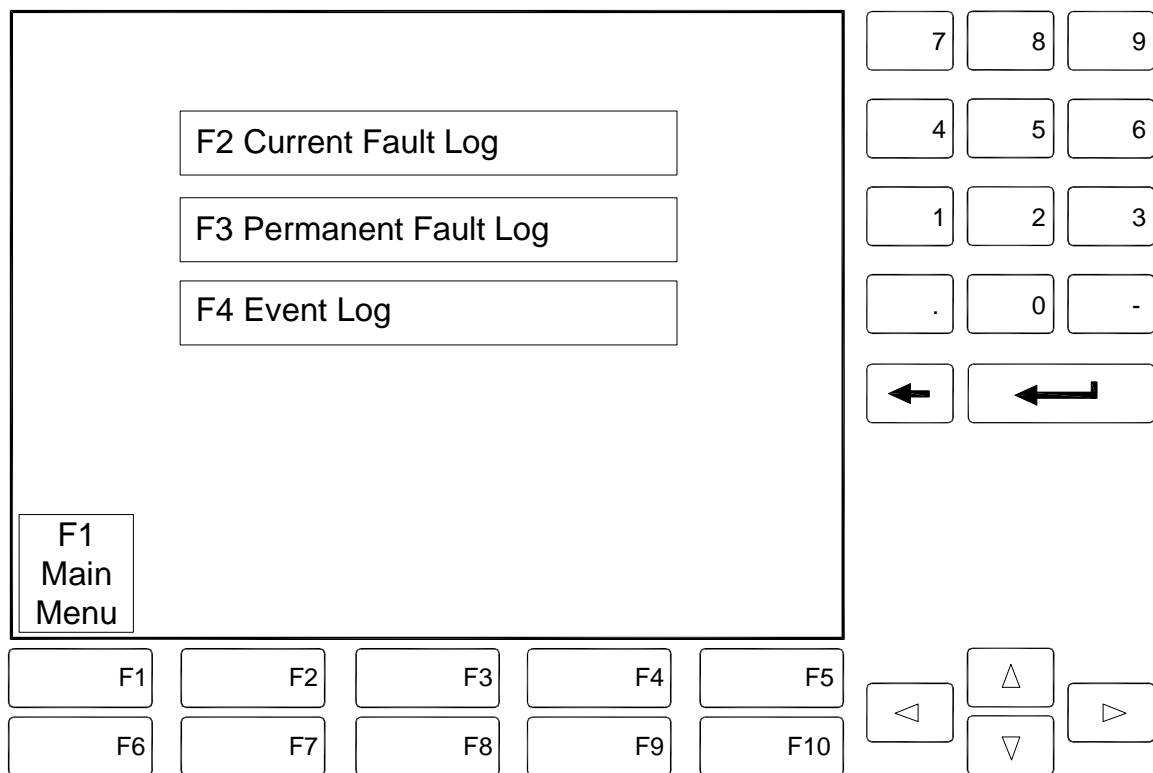 F2 Current Fault Log
F3 Permanent Fault Log
F4 Event Log
F1
Main
Menu
7 8 9
4 5 6
1 2 3
. 0 -
F1 F2 F3 F4 F5
F6 F7 F8 F9 F10